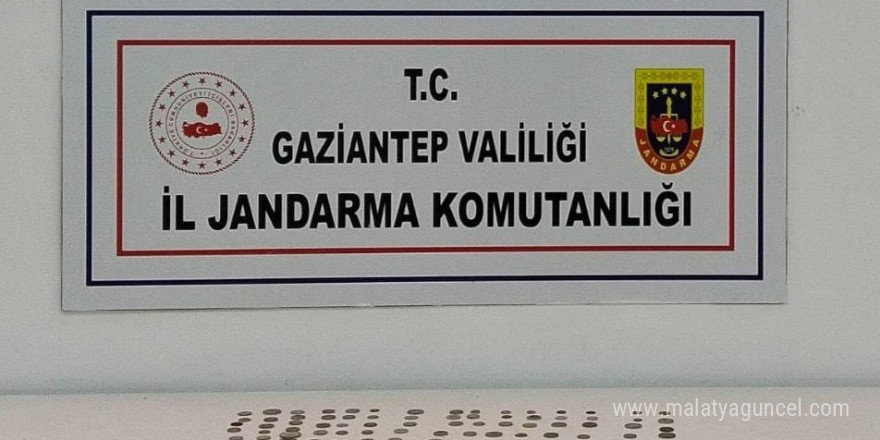 T.C.
GAZİANTEP VALİLİĞİ
İL JANDARMA KOMUTANLIĞI
JANDARMA
www.malatyaguncel.com